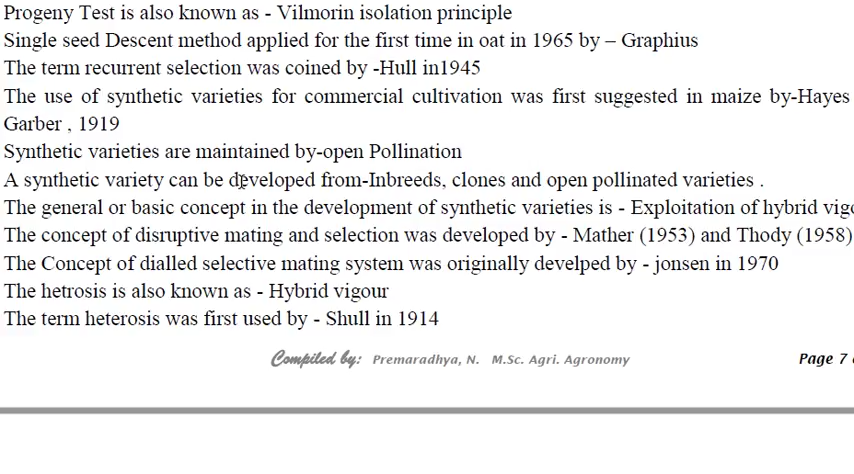 Progeny Test is also known as - Vilmorin isolation principle
Single seed Descent method applied for the first time in oat in 1965 by – Graphius
The term recurrent selection was coined by -Hull in1945
The use of synthetic varieties for commercial cultivation was first suggested in maize by-Hayes
Garber , 1919
Synthetic varieties are maintained by-open Pollination
A synthetic variety can be developed from-Inbreeds, clones and open pollinated varieties .
The general or basic concept in the development of synthetic varieties is - Exploitation of hybrid vigo
The concept of disruptive mating and selection was developed by - Mather (1953) and Thody (1958)
The Concept of dialled selective mating system was originally develped by - jonsen in 1970
The hetrosis is also known as - Hybrid vigour
The term heterosis was first used by - Shull in 1914
Compiled by: Premaradhya, N. M.Sc. Agri. Agronomy Page 7